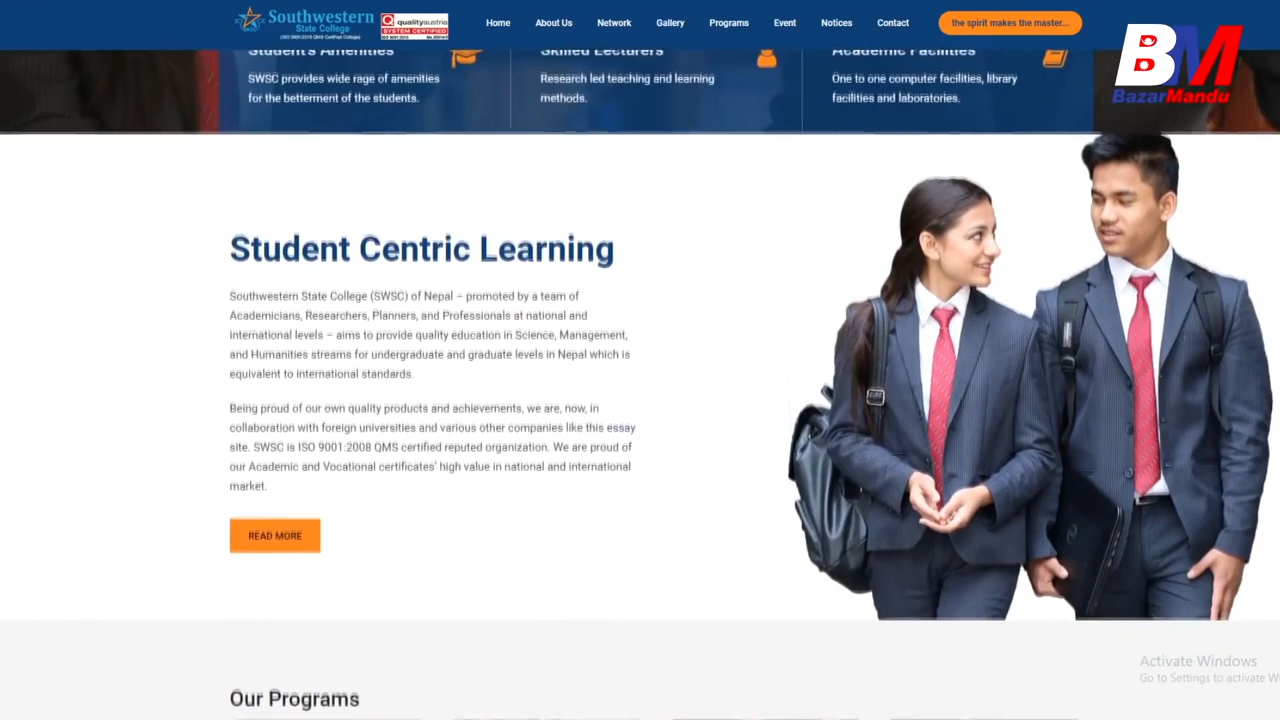 Southwestern
State College
(ISO 9001:2015 QMS Certified College)
qualityaustria
SYSTEM CERTIFIED
Home
About Us
Network
Gallery
Programs
Event
Notices
Contact
the spirit makes the master...
BM
BazarMandu
Student's Amenities
SWSC provides wide rage of amenities
for the betterment of the students.
Skilled Lecturers
Research led teaching and learning
methods.
Academic Facilities
One to one computer facilities, library
facilities and laboratories.
Student Centric Learning
Southwestern State College (SWSC) of Nepal – promoted by a team of
Academicians, Researchers, Planners, and Professionals at national and
international levels – aims to provide quality education in Science, Management,
and Humanities streams for undergraduate and graduate levels in Nepal which is
equivalent to international standards.
Being proud of our own quality products and achievements, we are, now, in
collaboration with foreign universities and various other companies like this essay
site. SWSC is ISO 9001:2008 QMS certified reputed organization. We are proud of
our Academic and Vocational certificates' high value in national and international
market.
READ MORE
Our Programs
Activate Windows
Go to Settings to activate W